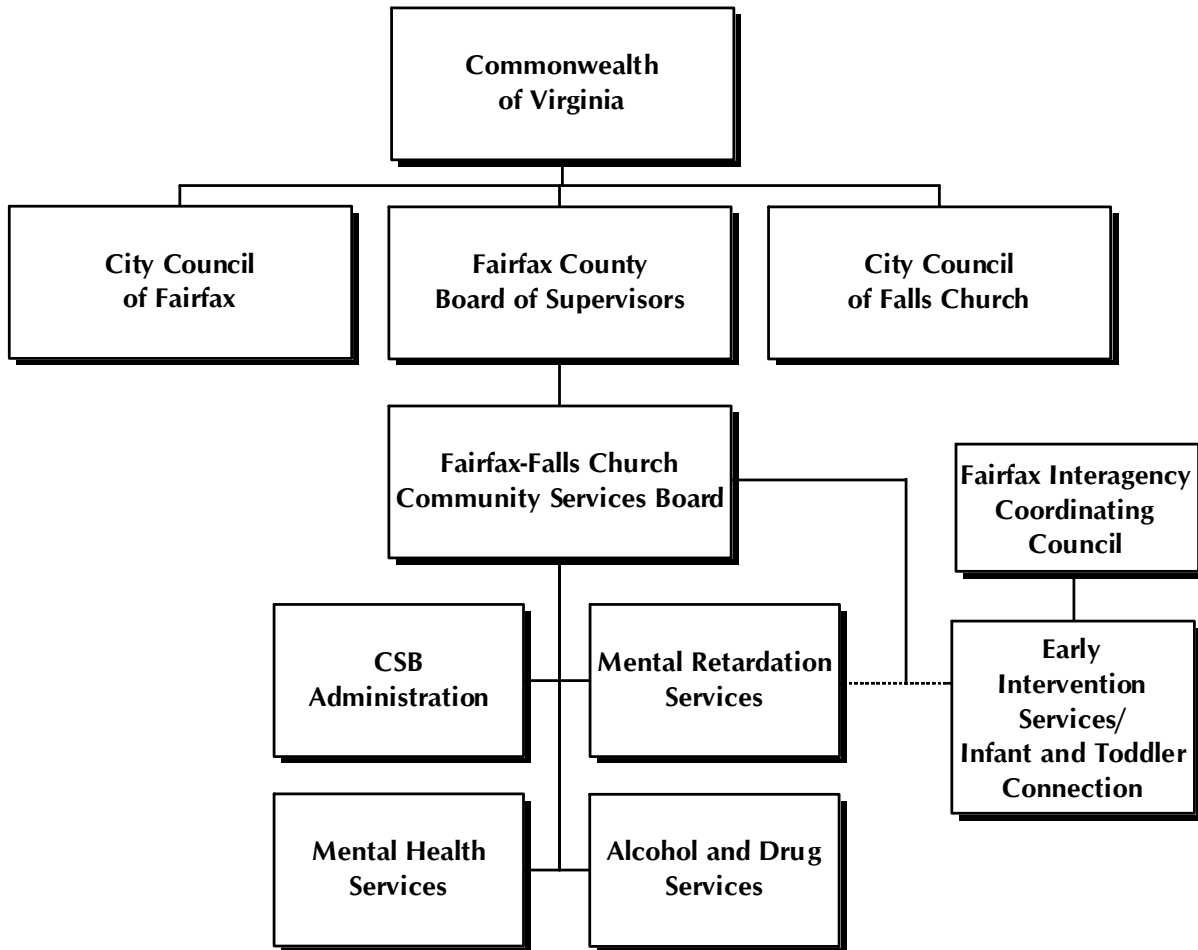 Commonwealth
of Virginia
City Council
of Fairfax
Fairfax County
Board of Supervisors
City Council
of Falls Church
Fairfax-Falls Church
Community Services Board
Fairfax Interagency
Coordinating
Council
CSB
Administration
Mental Retardation
Services
Early
Intervention
Services/
Infant and Toddler
Connection
Mental Health
Services
Alcohol and Drug
Services